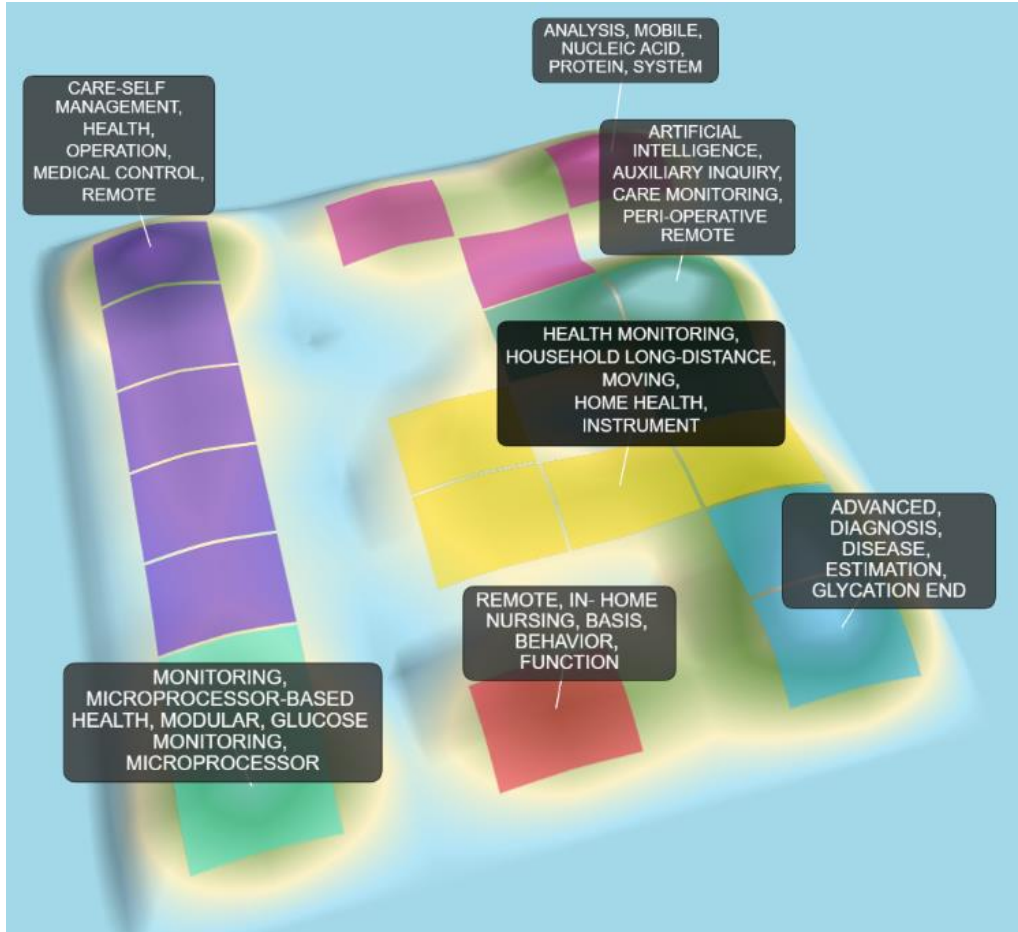 ANALYSIS, MOBILE,
NUCLEIC ACID,
PROTEIN, SYSTEM
CARE-SELF
MANAGEMENT,
HEALTH,
OPERATION,
MEDICAL CONTROL,
REMOTE
ARTIFICIAL
INTELLIGENCE,
AUXILIARY INQUIRY,
CARE MONITORING,
PERI-OPERATIVE
REMOTE
HEALTH MONITORING,
HOUSEHOLD LONG-DISTANCE,
MOVING,
HOME HEALTH,
INSTRUMENT
ADVANCED,
DIAGNOSIS,
DISEASE,
ESTIMATION,
GLYCATION END
REMOTE, IN- HOME
NURSING, BASIS,
BEHAVIOR,
FUNCTION
MONITORING,
MICROPROCESSOR-BASED
HEALTH, MODULAR, GLUCOSE
MONITORING,
MICROPROCESSOR